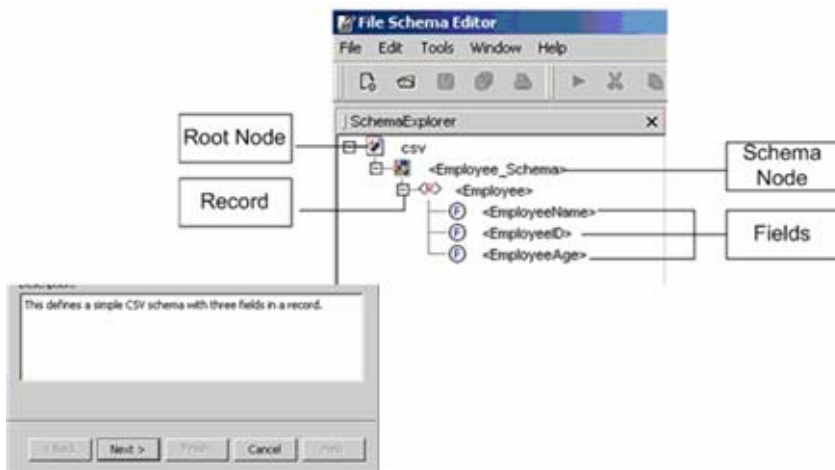 File Schema Editor
File Edit Tools Window Help
SchemaExplorer
Root Node
CSV
<Employee_Schema>
Schema
Node
Record
<Employee>
<EmployeeName>
<EmployeeID>
Fields
<EmployeeAge>
Description:
This defines a simple CSV schema with three fields in a record.
< Back Next > Finish Cancel Help